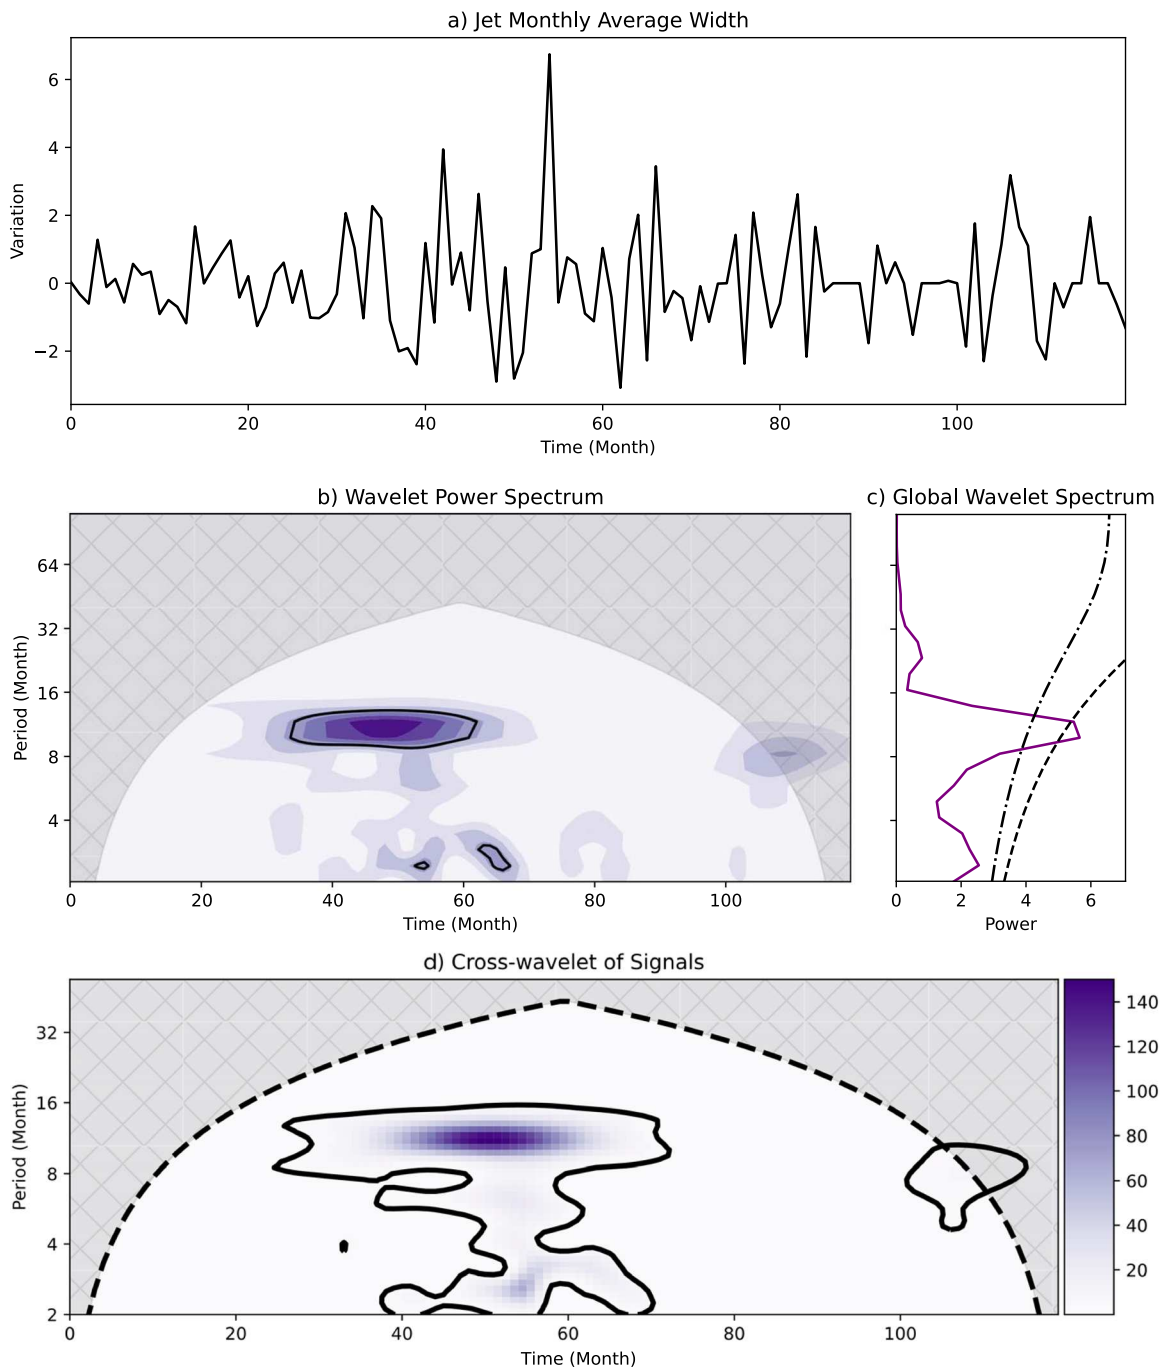 a) Jet Monthly Average Width
6
4
2
0
−2
Variation
0 20 40 60 80 100
Time (Month)
b) Wavelet Power Spectrum
64
32
16
8
4
Period (Month)
0 20 40 60 80 100
Time (Month)
c) Global Wavelet Spectrum
0 2 4 6
Power
d) Cross-wavelet of Signals
32
16
8
4
2
Period (Month)
0 20 40 60 80 100
Time (Month)
140
120
100
80
60
40
20